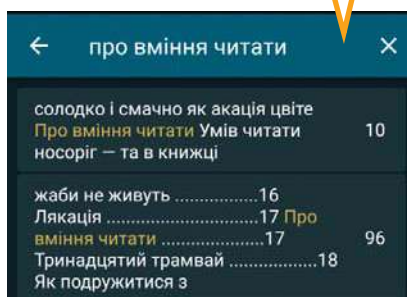 ← про вміння читати ×
солодко і смачно як акація цвіте
Про вміння читати Умів читати 10
носоріг — та в книжці
жаби не живуть ..............16
Лякація .........................17 Про
вміння читати .................17 96
Тринадцятий трамвай ..................18
Як подружитися з